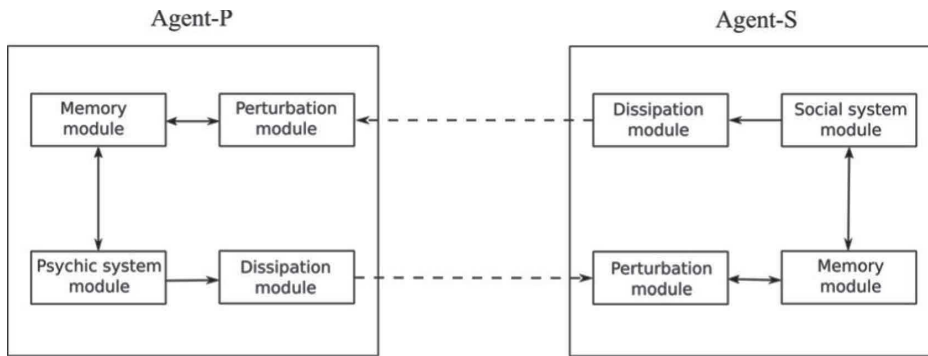 Agent-P
Agent-S
Memory
module
Perturbation
module
Dissipation
module
Social system
module
Psychic system
module
Dissipation
module
Perturbation
module
Memory
module